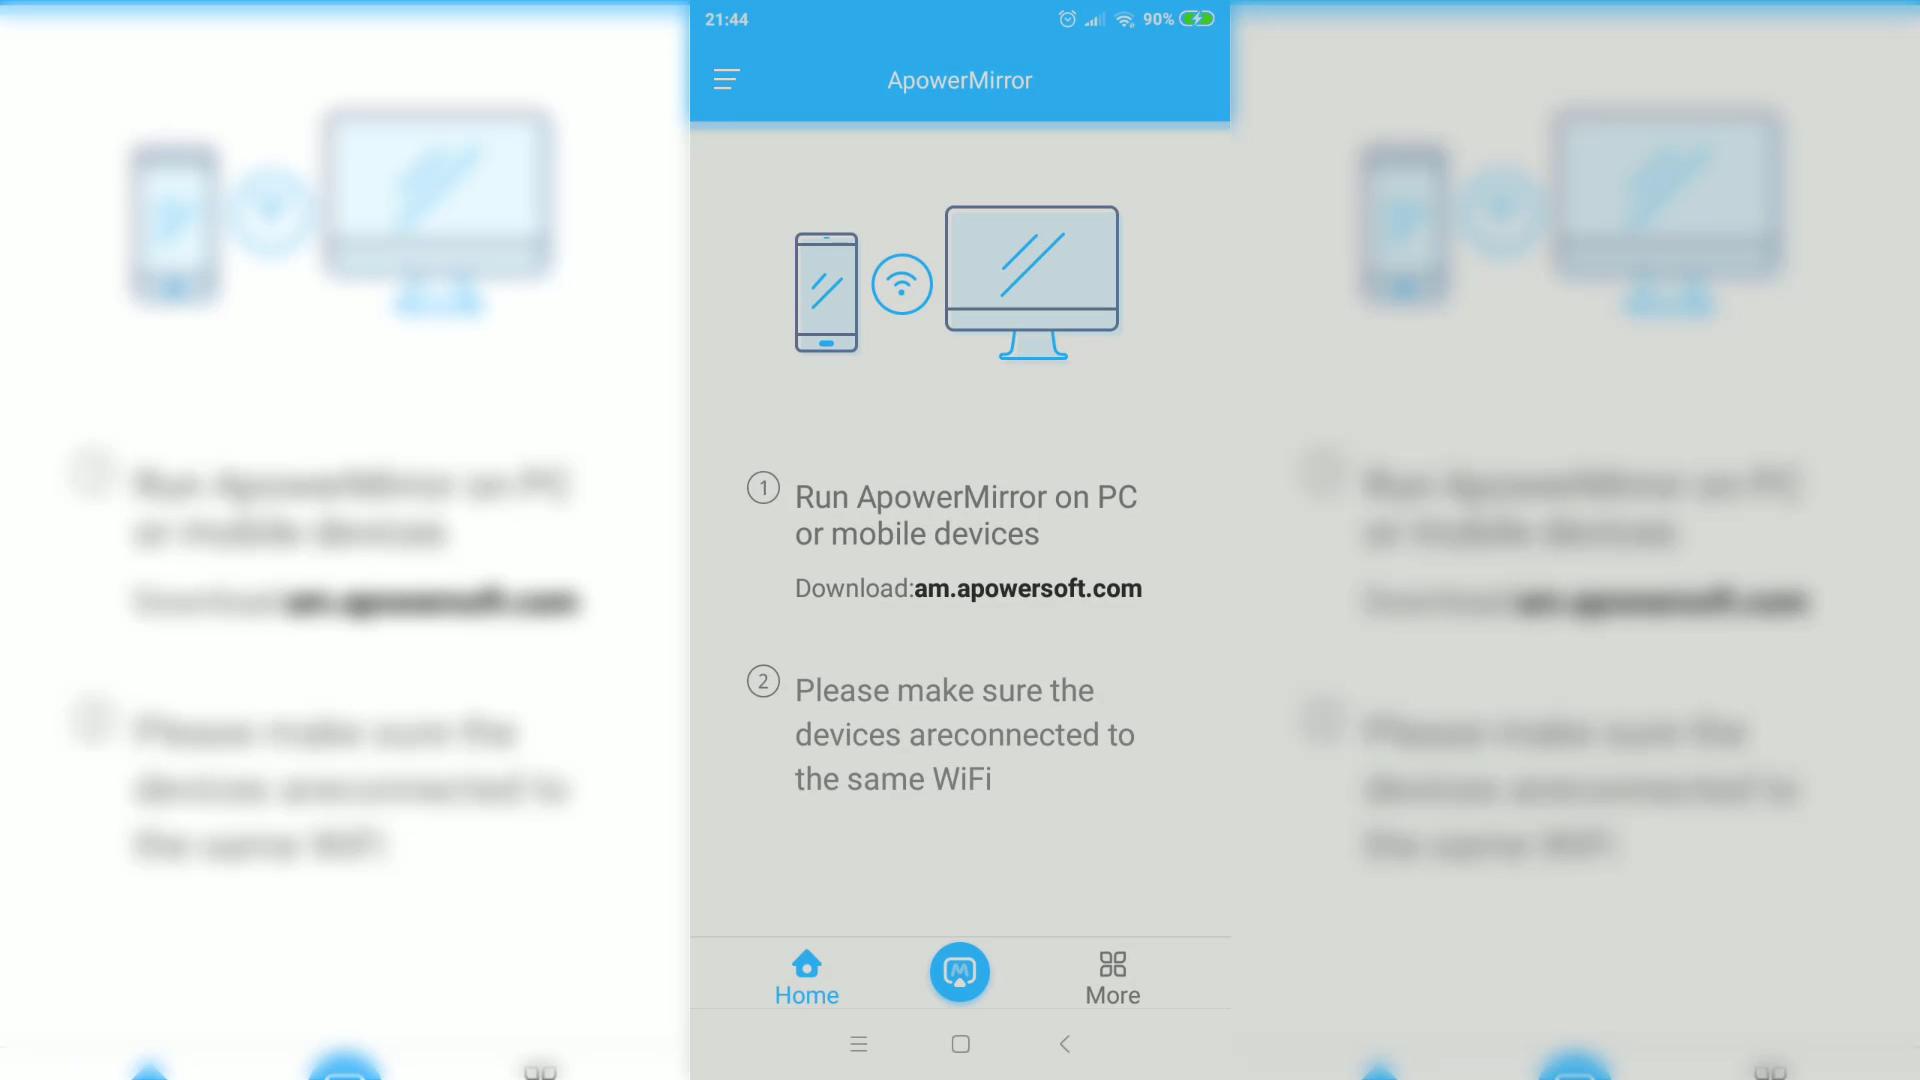 21:44
90%
ApowerMirror
1 Run ApowerMirror on PC
or mobile devices
Download:am.apowersoft.com
2 Please make sure the
devices areconnected to
the same WiFi
Home
M
More